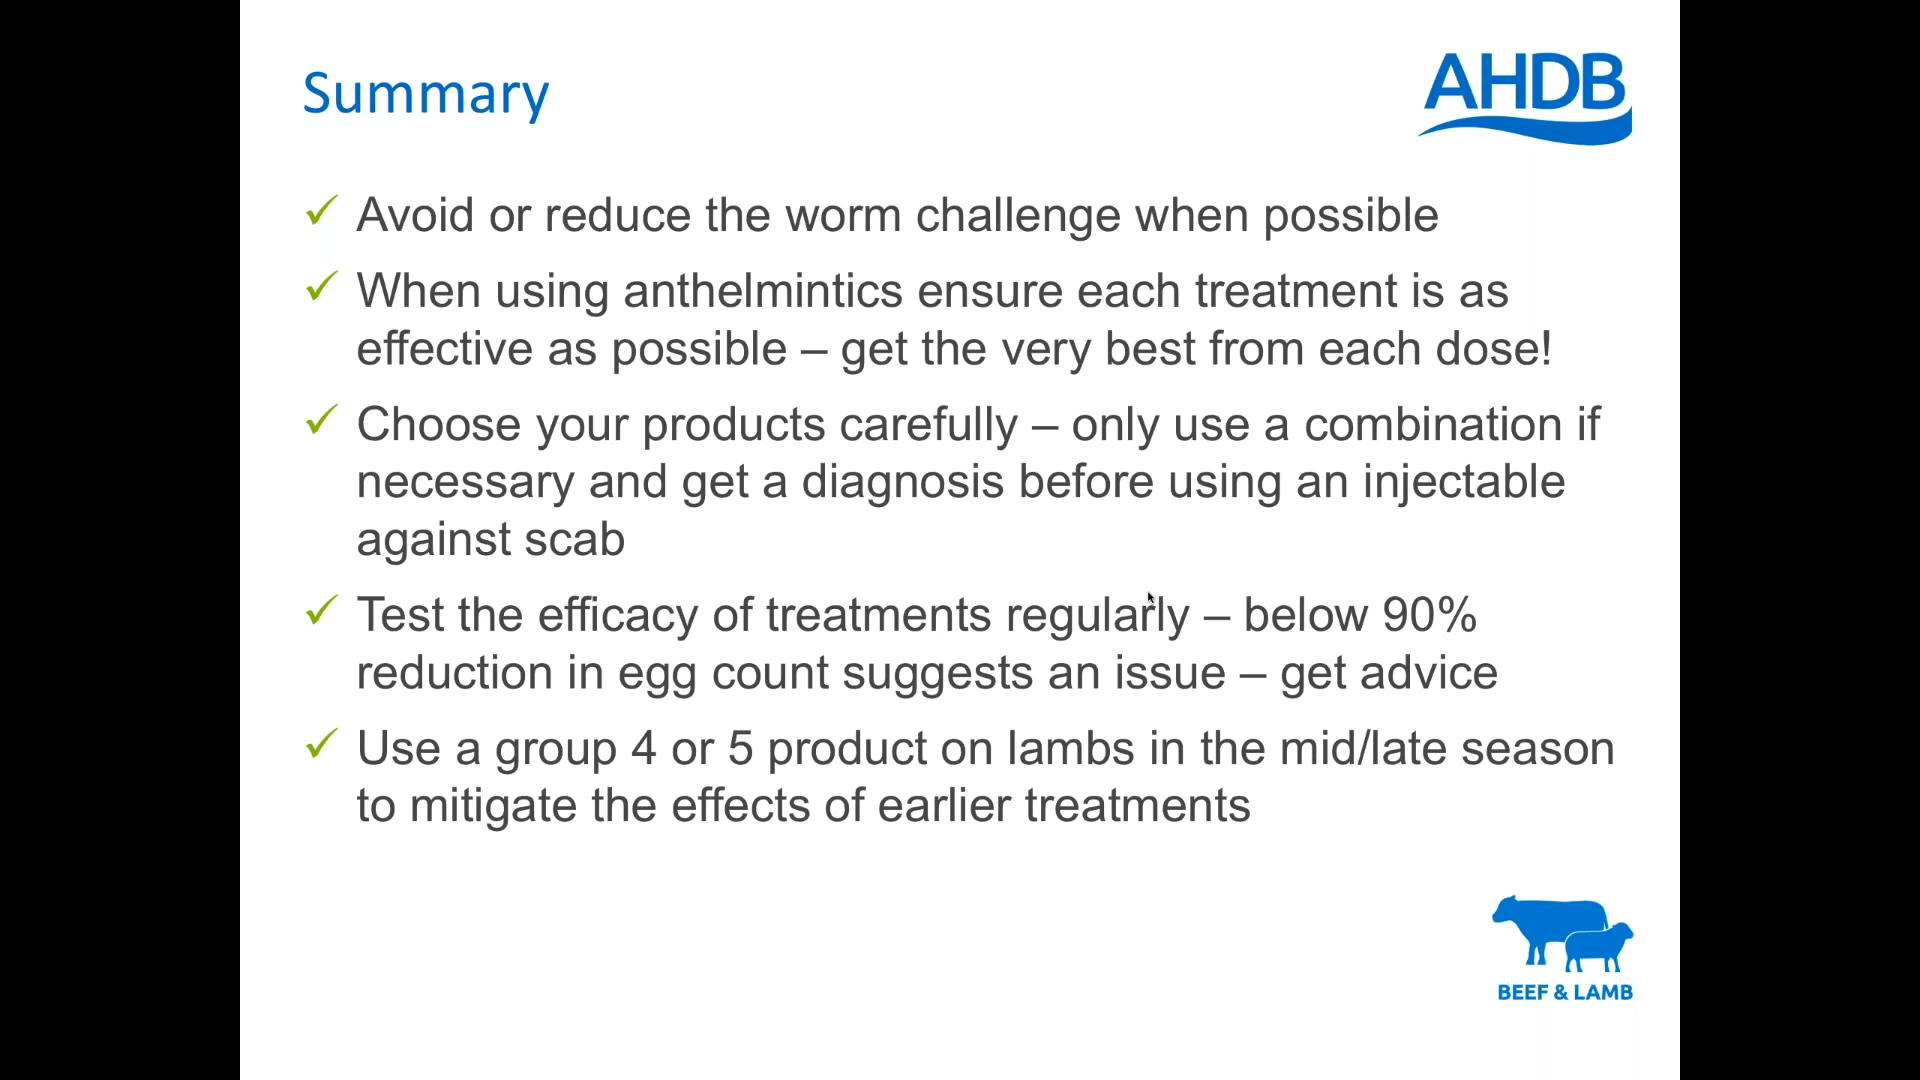 Summary
AHDB
✓ Avoid or reduce the worm challenge when possible
✓ When using anthelmintics ensure each treatment is as
effective as possible – get the very best from each dose!
✓ Choose your products carefully – only use a combination if
necessary and get a diagnosis before using an injectable
against scab
✓ Test the efficacy of treatments regularly – below 90%
reduction in egg count suggests an issue – get advice
✓ Use a group 4 or 5 product on lambs in the mid/late season
to mitigate the effects of earlier treatments
BEEF & LAMB